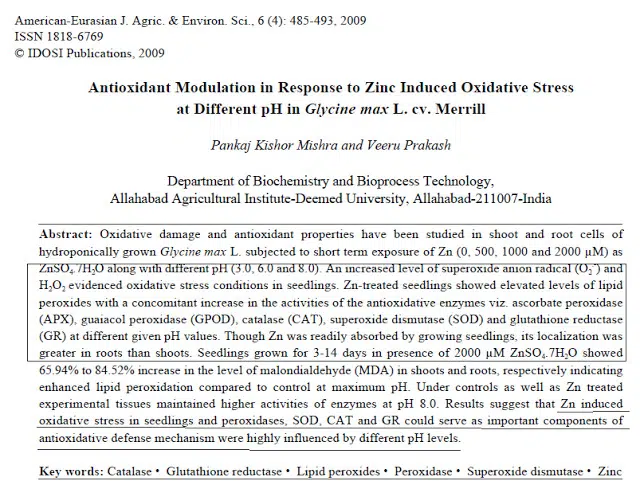 American-Eurasian J. Agric. & Environ. Sci., 6 (4): 485-493, 2009
ISSN 1818-6769
© IDOSI Publications, 2009
Antioxidant Modulation in Response to Zinc Induced Oxidative Stress
at Different pH in Glycine max L. cv. Merrill
Pankaj Kishor Mishra and Veeru Prakash
Department of Biochemistry and Bioprocess Technology,
Allahabad Agricultural Institute-Deemed University, Allahabad-211007-India
Abstract: Oxidative damage and antioxidant properties have been studied in shoot and root cells of
hydroponically grown Glycine max L. subjected to short term exposure of Zn (0, 500, 1000 and 2000 µM) as
ZnSO₄.7H₂O along with different pH (3.0, 6.0 and 8.0). An increased level of superoxide anion radical (O₂⁻) and
H₂O₂ evidenced oxidative stress conditions in seedlings. Zn-treated seedlings showed elevated levels of lipid
peroxides with a concomitant increase in the activities of the antioxidative enzymes viz. ascorbate peroxidase
(APX), guaiacol peroxidase (GPOD), catalase (CAT), superoxide dismutase (SOD) and glutathione reductase
(GR) at different given pH values. Though Zn was readily absorbed by growing seedlings, its localization was
greater in roots than shoots. Seedlings grown for 3-14 days in presence of 2000 µM ZnSO₄.7H₂O showed
65.94% to 84.52% increase in the level of malondialdehyde (MDA) in shoots and roots, respectively indicating
enhanced lipid peroxidation compared to control at maximum pH. Under controls as well as Zn treated
experimental tissues maintained higher activities of enzymes at pH 8.0. Results suggest that Zn induced
oxidative stress in seedlings and peroxidases, SOD, CAT and GR could serve as important components of
antioxidative defense mechanism were highly influenced by different pH levels.
Key words: Catalase • Glutathione reductase • Lipid peroxides • Peroxidase • Superoxide dismutase • Zinc